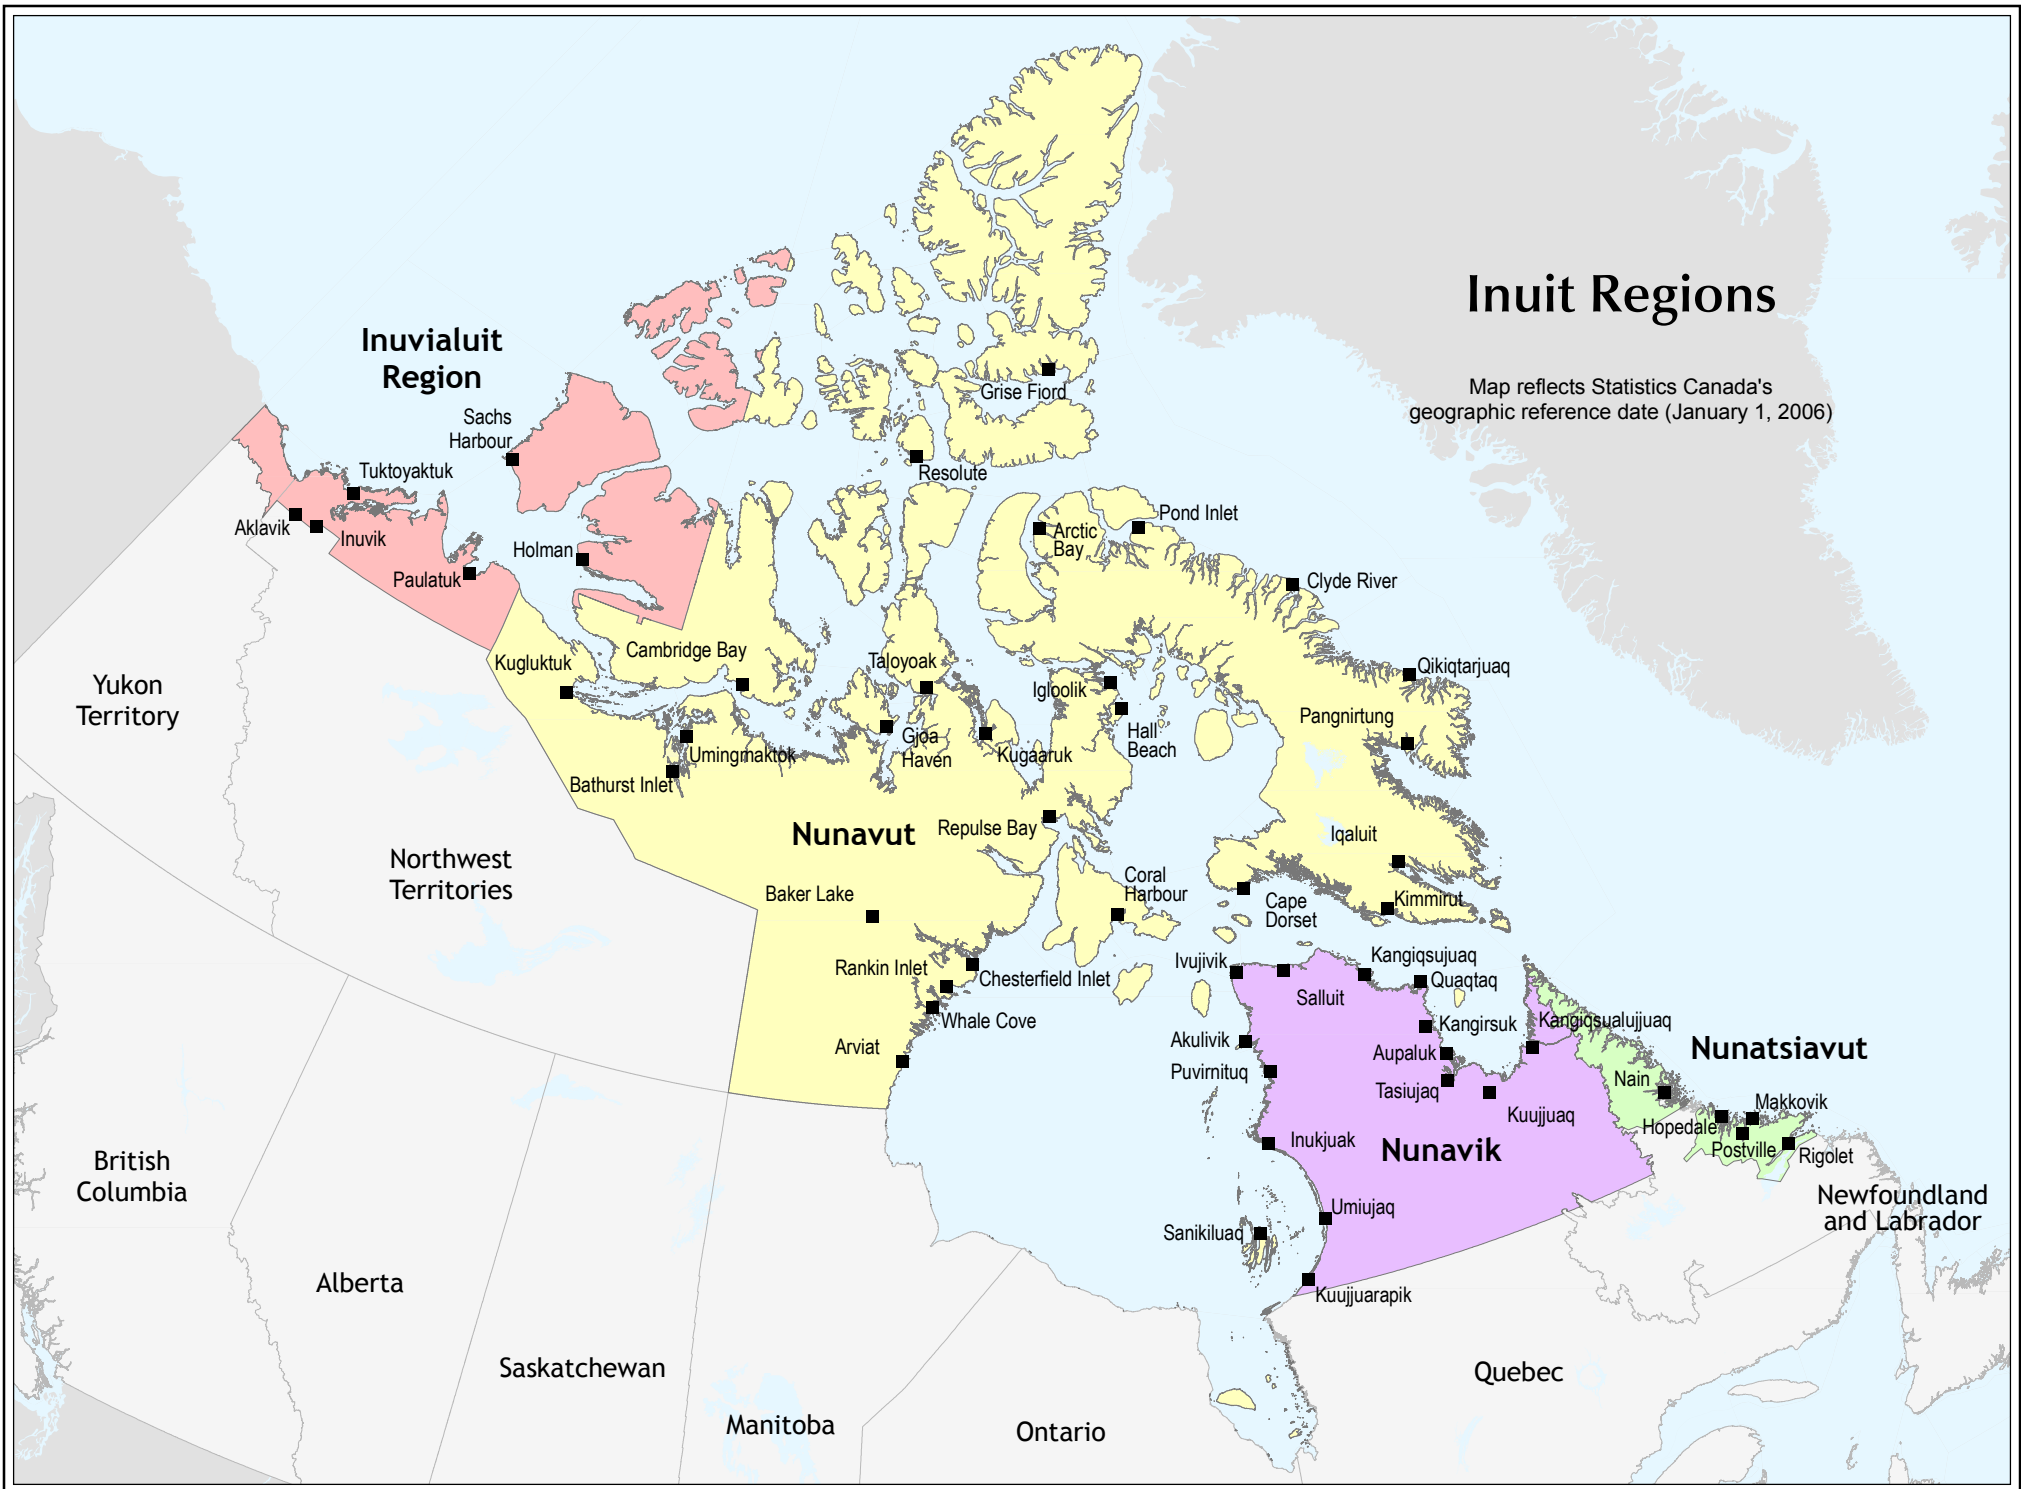 Inuit Regions
Map reflects Statistics Canada's
geographic reference date (January 1, 2006)
Inuvialuit
Region
Sachs
Harbour
Tuktoyaktuk
Aklavik
Inuvik
Holman
Paulatuk
Grise Fiord
Resolute
Arctic
Bay
Pond Inlet
Clyde River
Qikiqtarjuaq
Pangnirtung
Kugluktuk
Cambridge Bay
Taloyoak
Igloolik
Hall
Beach
Gjoa
Haven
Kugaaruk
Umingmaktok
Bathurst Inlet
Nunavut
Repulse Bay
Iqaluit
Kimmirut
Cape
Dorset
Coral
Harbour
Baker Lake
Rankin Inlet
Chesterfield Inlet
Whale Cove
Arviat
Yukon
Territory
Northwest
Territories
Ivujivik
Salluit
Kangiqsujuaq
Quaqtaq
Kangirsuk
Kangiqsualujjuaq
Akulivik
Puvirnituq
Aupaluk
Tasiujaq
Kuujjuaq
Inukjuak
Nunavik
Umiujaq
Sanikiluaq
Kuujjuarapik
Nunatsiavut
Nain
Hopedale
Makkovik
Postville
Rigolet
Newfoundland
and Labrador
British
Columbia
Alberta
Saskatchewan
Manitoba
Ontario
Quebec